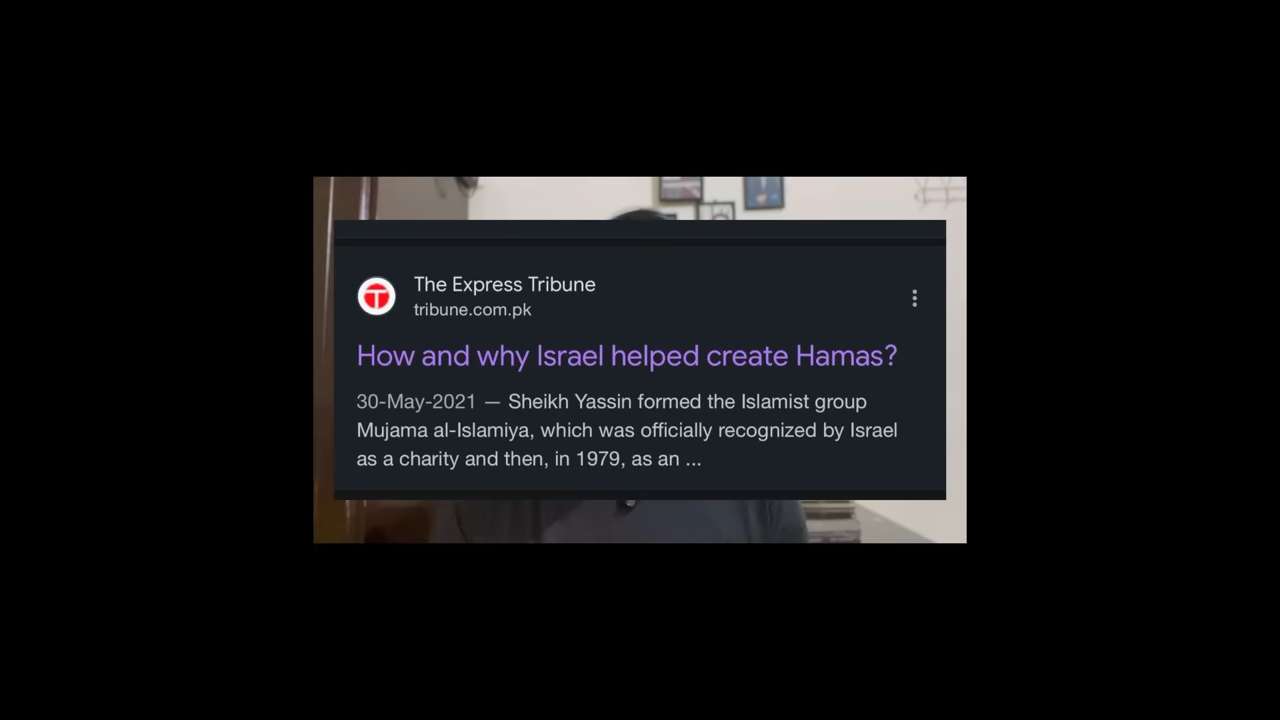 The Express Tribune
tribune.com.pk
How and why Israel helped create Hamas?
30-May-2021 — Sheikh Yassin formed the Islamist group
Mujama al-Islamiya, which was officially recognized by Israel
as a charity and then, in 1979, as an ...